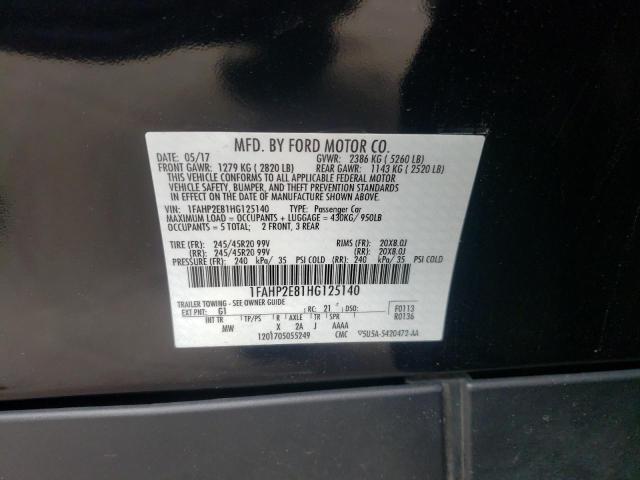 MFD. BY FORD MOTOR CO.
DATE: 05/17 GVWR: 2386 KG ( 5260 LB)
FRONT GAWR: 1279 KG ( 2820 LB) REAR GAWR: 1143 KG ( 2520 LB)
THIS VEHICLE CONFORMS TO ALL APPLICABLE FEDERAL MOTOR
VEHICLE SAFETY, BUMPER, AND THEFT PREVENTION STANDARDS
IN EFFECT ON THE DATE OF MANUFACTURE SHOWN ABOVE.
VIN: 1FAHP2E81HG125140 TYPE: Passenger Car
MAXIMUM LOAD = OCCUPANTS + LUGGAGE = 430KG/ 950LB
OCCUPANTS = 5 TOTAL: 2 FRONT, 3 REAR
TIRE (FR): 245/45R20 99V RIMS (FR): 20X8.0J
(RR): 245/45R20 99V (RR): 20X8.0J
PRESSURE (FR): 240 kPa/ 35 PSI COLD (RR): 240 kPa/ 35 PSI COLD
1FAHP2E81HG125140
TRAILER TOWING - SEE OWNER GUIDE
EXT PNT: G1 RC: 21 DSO: F0113
R0136
INT TR TP/PS R AXLE TR SPR
MW X 2A J AAAA
1201705055249 CMC 5U5A-5420472-AA